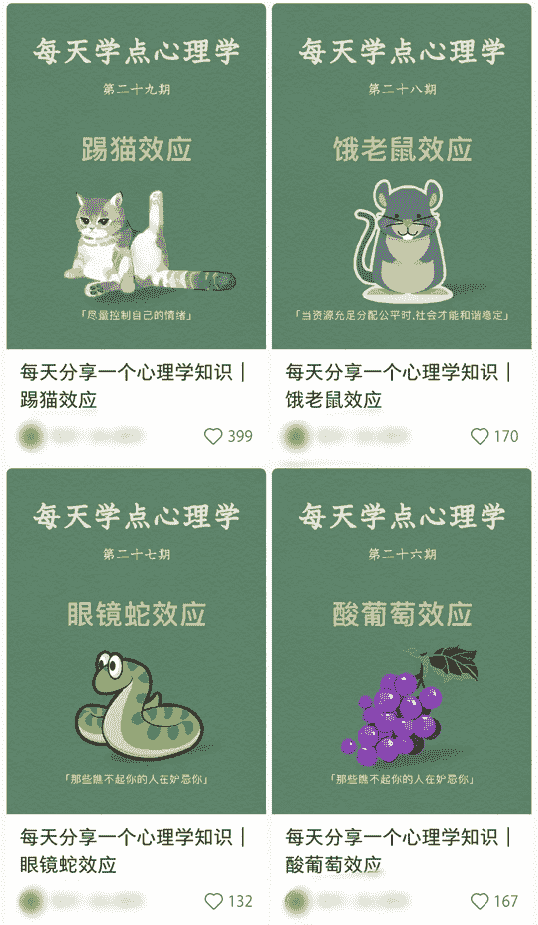 每天学点心理学
第二十九期
踢猫效应
「尽量控制自己的情绪」
每天分享一个心理学知识｜
踢猫效应
399
每天学点心理学
第二十八期
饿老鼠效应
「当资源充足分配公平时,社会才能和谐稳定」
每天分享一个心理学知识｜
饿老鼠效应
170
每天学点心理学
第二十七期
眼镜蛇效应
「那些瞧不起你的人在妒忌你」
每天分享一个心理学知识｜
眼镜蛇效应
132
每天学点心理学
第二十六期
酸葡萄效应
「那些瞧不起你的人在妒忌你」
每天分享一个心理学知识｜
酸葡萄效应
167